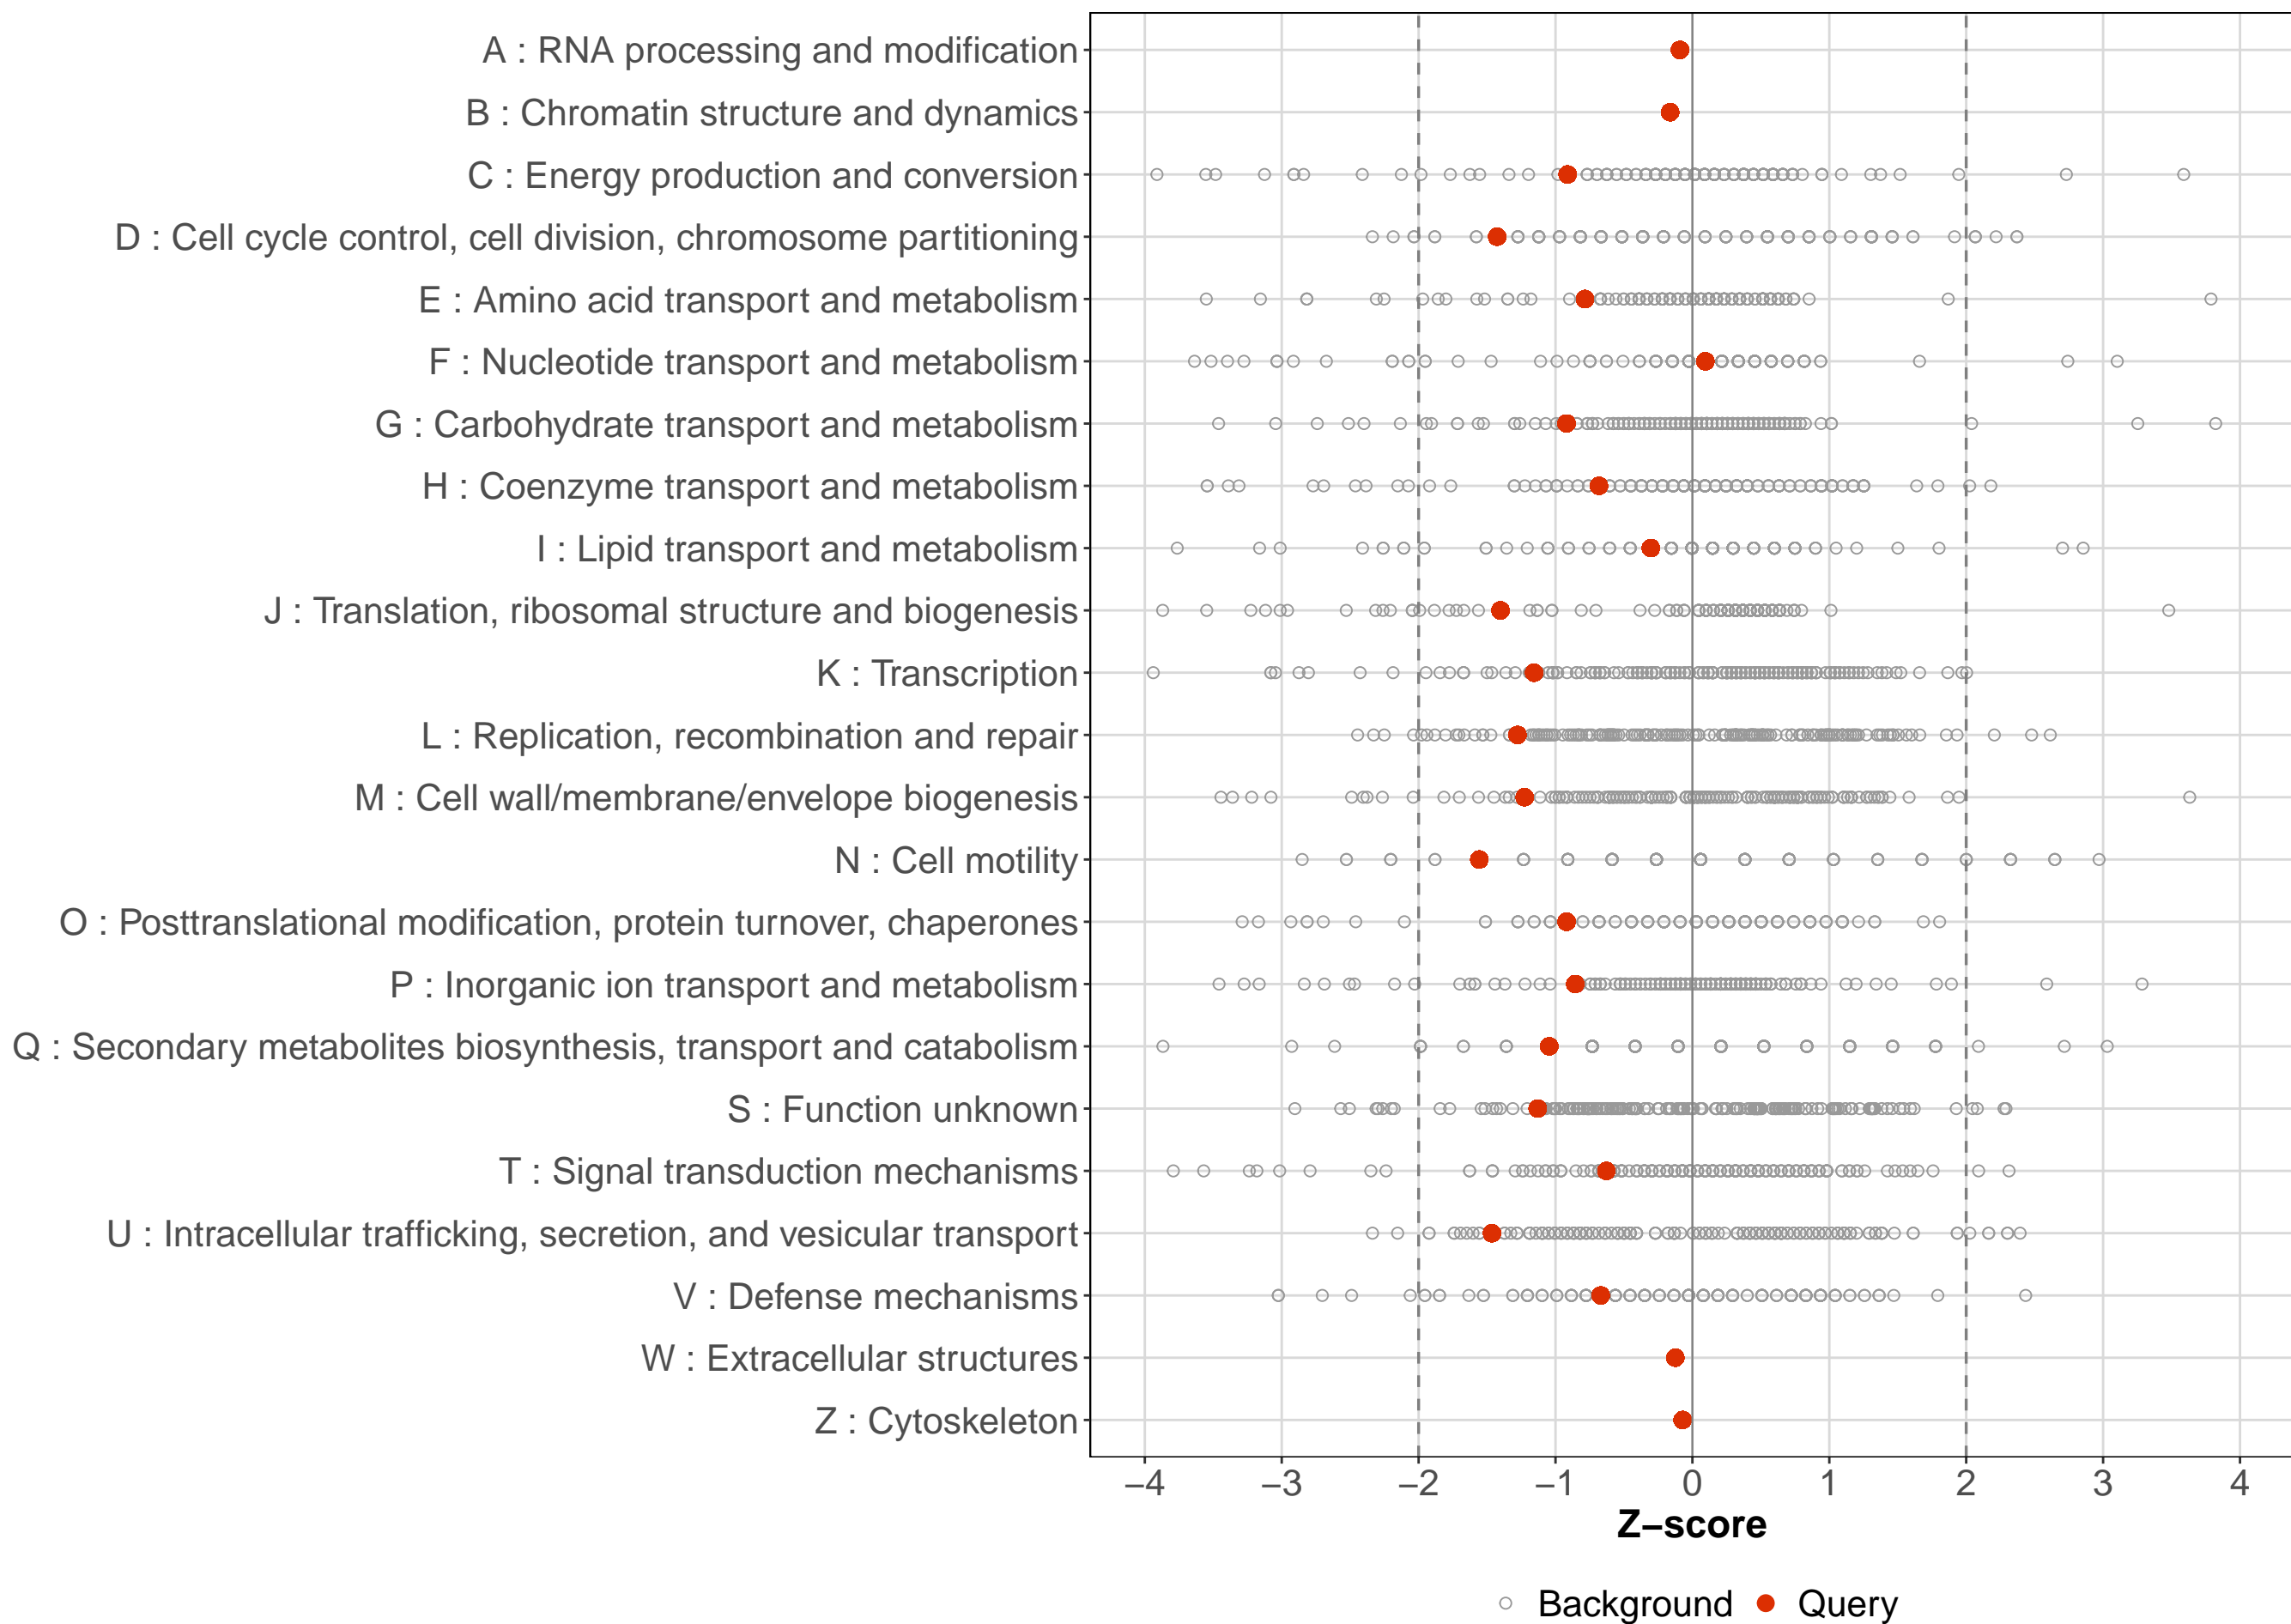 A : RNA processing and modification
B : Chromatin structure and dynamics
C : Energy production and conversion
D : Cell cycle control, cell division, chromosome partitioning
E : Amino acid transport and metabolism
F : Nucleotide transport and metabolism
G : Carbohydrate transport and metabolism
H : Coenzyme transport and metabolism
I : Lipid transport and metabolism
J : Translation, ribosomal structure and biogenesis
K : Transcription
L : Replication, recombination and repair
M : Cell wall/membrane/envelope biogenesis
N : Cell motility
O : Posttranslational modification, protein turnover, chaperones
P : Inorganic ion transport and metabolism
Q : Secondary metabolites biosynthesis, transport and catabolism
S : Function unknown
T : Signal transduction mechanisms
U : Intracellular trafficking, secretion, and vesicular transport
V : Defense mechanisms
W : Extracellular structures
Z : Cytoskeleton
−4 −3 −2 −1 0 1 2 3 4
Z−score
Background Query